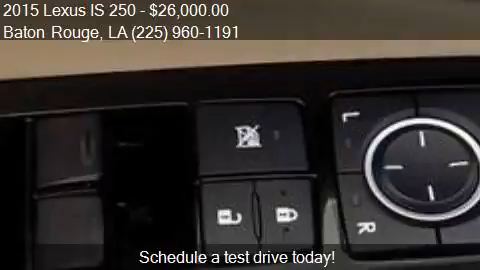 2015 Lexus IS 250 - $26,000.00
Baton Rouge, LA (225) 960-1191
L
R
Schedule a test drive today!